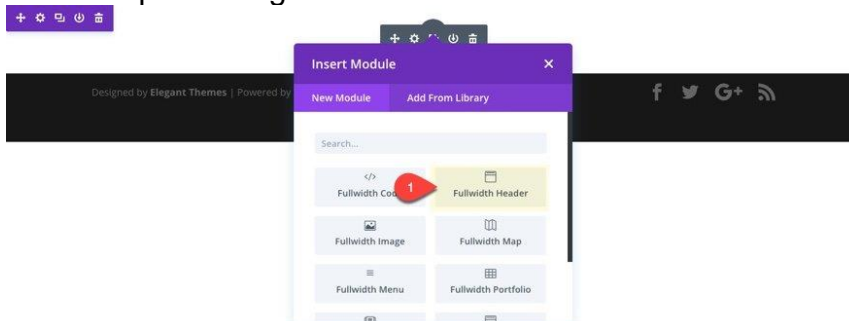 Insert Module
Designed by Elegant Themes | Powered by
New Module Add From Library
Search...
Fullwidth Co
1
Fullwidth Header
Fullwidth Image Fullwidth Map
Fullwidth Menu Fullwidth Portfolio